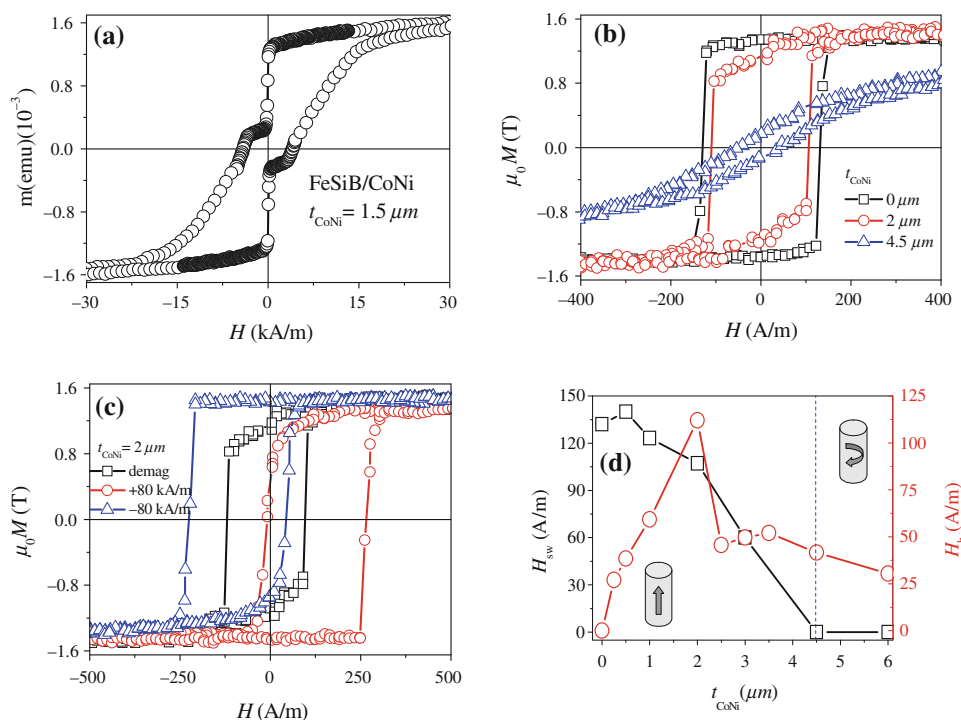 (a)
m(emu)(10⁻³)
1.6
0.8
0.0
−0.8
−1.6
FeSiB/CoNi
t_CoNi = 1.5 μm
−30 −15 0 15 30
H (kA/m)
(b)
μ₀M (T)
1.6
0.8
0.0
−0.8
−1.6
t_CoNi
0 μm
2 μm
4.5 μm
−400 −200 0 200 400
H (A/m)
(c)
μ₀M (T)
1.6
0.8
0.0
−0.8
−1.6
t_CoNi = 2 μm
demag
+80 kA/m
−80 kA/m
−500 −250 0 250 500
H (A/m)
(d)
H_sw (A/m)
150
120
90
60
30
0
125
100
75
50
25
0
(A/m)
0 1 2 3 4 5 6
t_CoNi (μm)